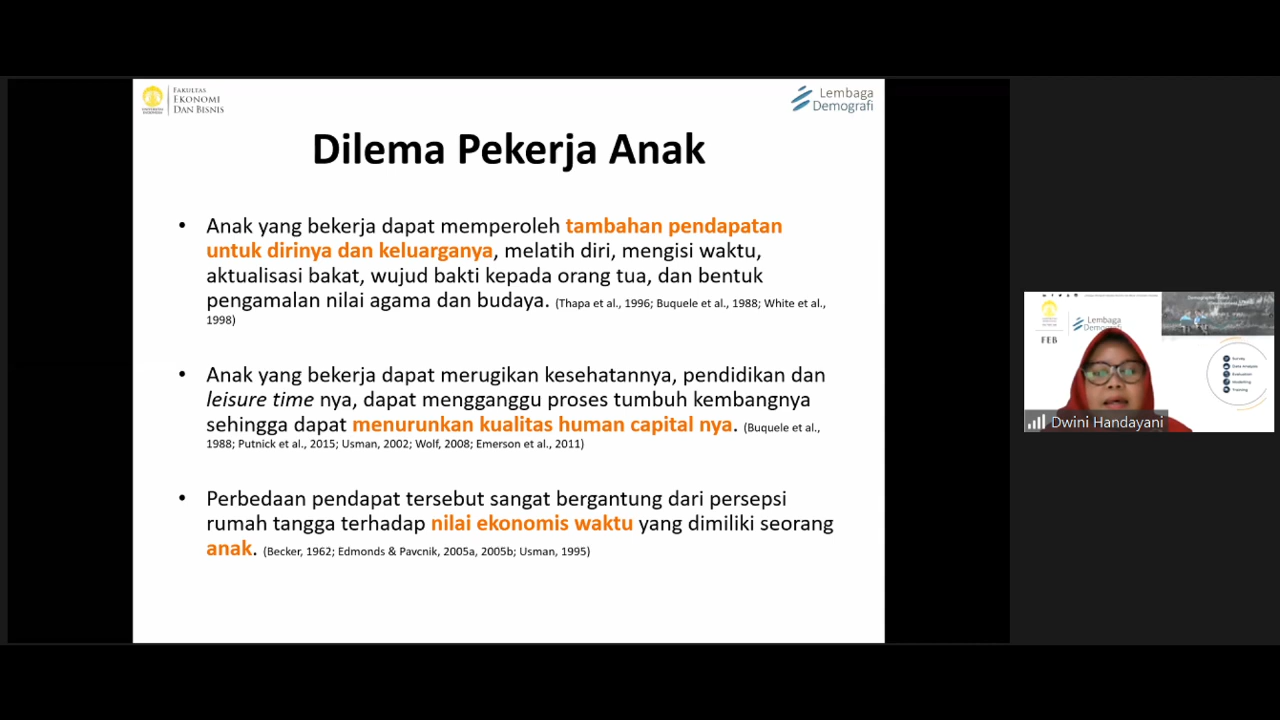 FAKULTAS
EKONOMI
DAN BISNIS
Lembaga
Demografi
Dilema Pekerja Anak
• Anak yang bekerja dapat memperoleh tambahan pendapatan
untuk dirinya dan keluarganya, melatih diri, mengisi waktu,
aktualisasi bakat, wujud bakti kepada orang tua, dan bentuk
pengamalan nilai agama dan budaya. (Thapa et al., 1996; Buquele et al., 1988; White et al.,
1998)
• Anak yang bekerja dapat merugikan kesehatannya, pendidikan dan
leisure time nya, dapat mengganggu proses tumbuh kembangnya
sehingga dapat menurunkan kualitas human capital nya. (Buquele et al.,
1988; Putnick et al., 2015; Usman, 2002; Wolf, 2008; Emerson et al., 2011)
• Perbedaan pendapat tersebut sangat bergantung dari persepsi
rumah tangga terhadap nilai ekonomis waktu yang dimiliki seorang
anak. (Becker, 1962; Edmonds & Pavcnik, 2005a, 2005b; Usman, 1995)
Lembaga
Demografi
FEB
Survey
Data Analysis
Evaluation
Modelling
Training
Dwini Handayani